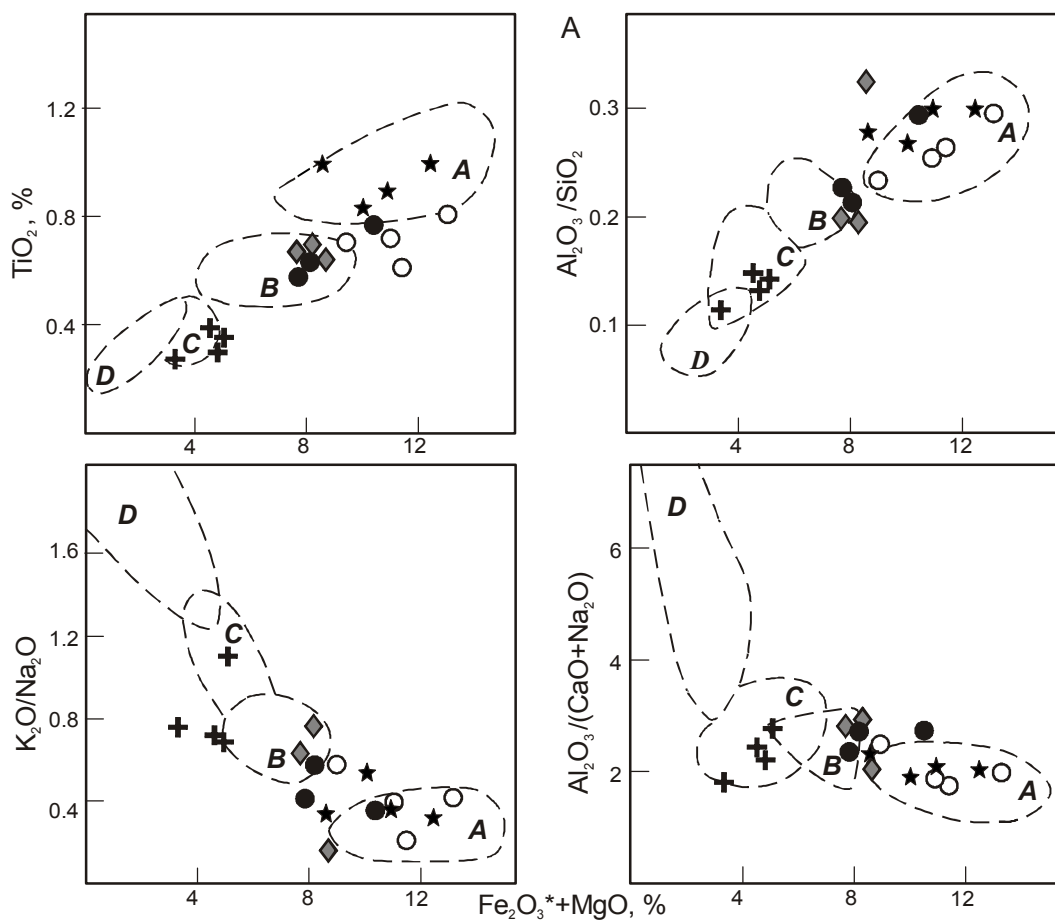 A
TiO₂, %
1.2
0.8
0.4
A
B
C
D
4
8
12
Al₂O₃/SiO₂
0.3
0.2
0.1
A
B
C
D
4
8
12
K₂O/Na₂O
1.6
1.2
0.8
0.4
D
C
B
A
4
8
12
Al₂O₃/(CaO+Na₂O)
6
4
2
D
C
B
A
4
8
12
Fe₂O₃*+MgO, %